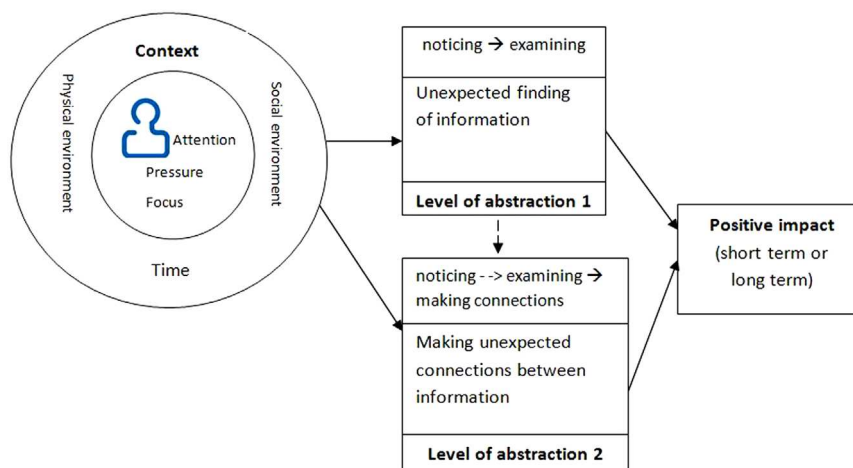 Context
Physical environment
Social environment
Attention
Pressure
Focus
Time
noticing → examining
Unexpected finding
of information
Level of abstraction 1
noticing --> examining →
making connections
Making unexpected
connections between
information
Level of abstraction 2
Positive impact
(short term or
long term)